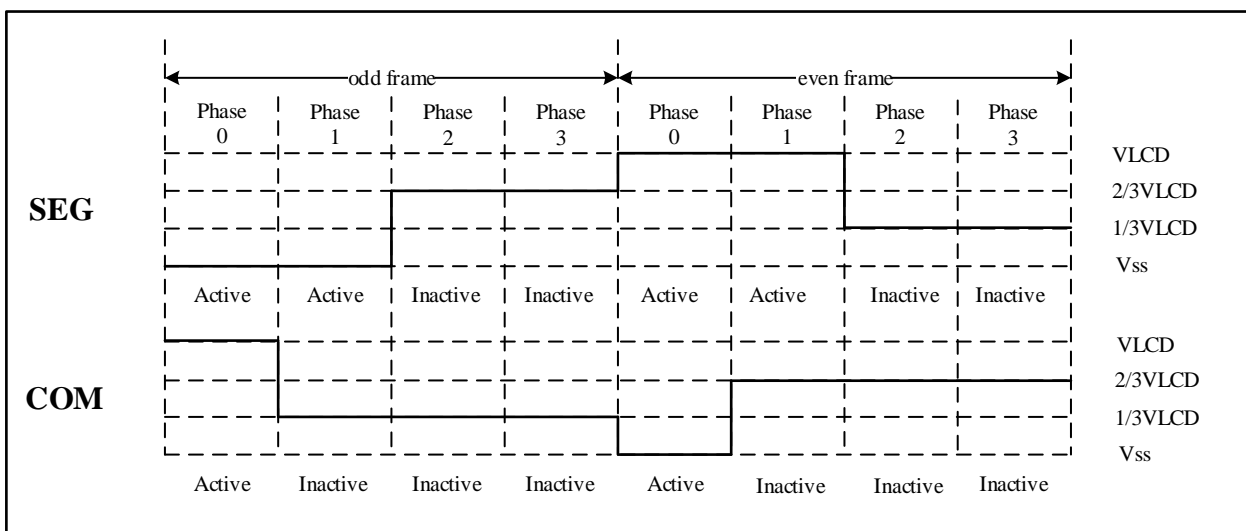 odd frame even frame
Phase 0 Phase 1 Phase 2 Phase 3 Phase 0 Phase 1 Phase 2 Phase 3
VLCD
2/3VLCD
SEG
1/3VLCD
Vss
Active Active Inactive Inactive Active Active Inactive Inactive
VLCD
2/3VLCD
COM
1/3VLCD
Vss
Active Inactive Inactive Inactive Active Inactive Inactive Inactive